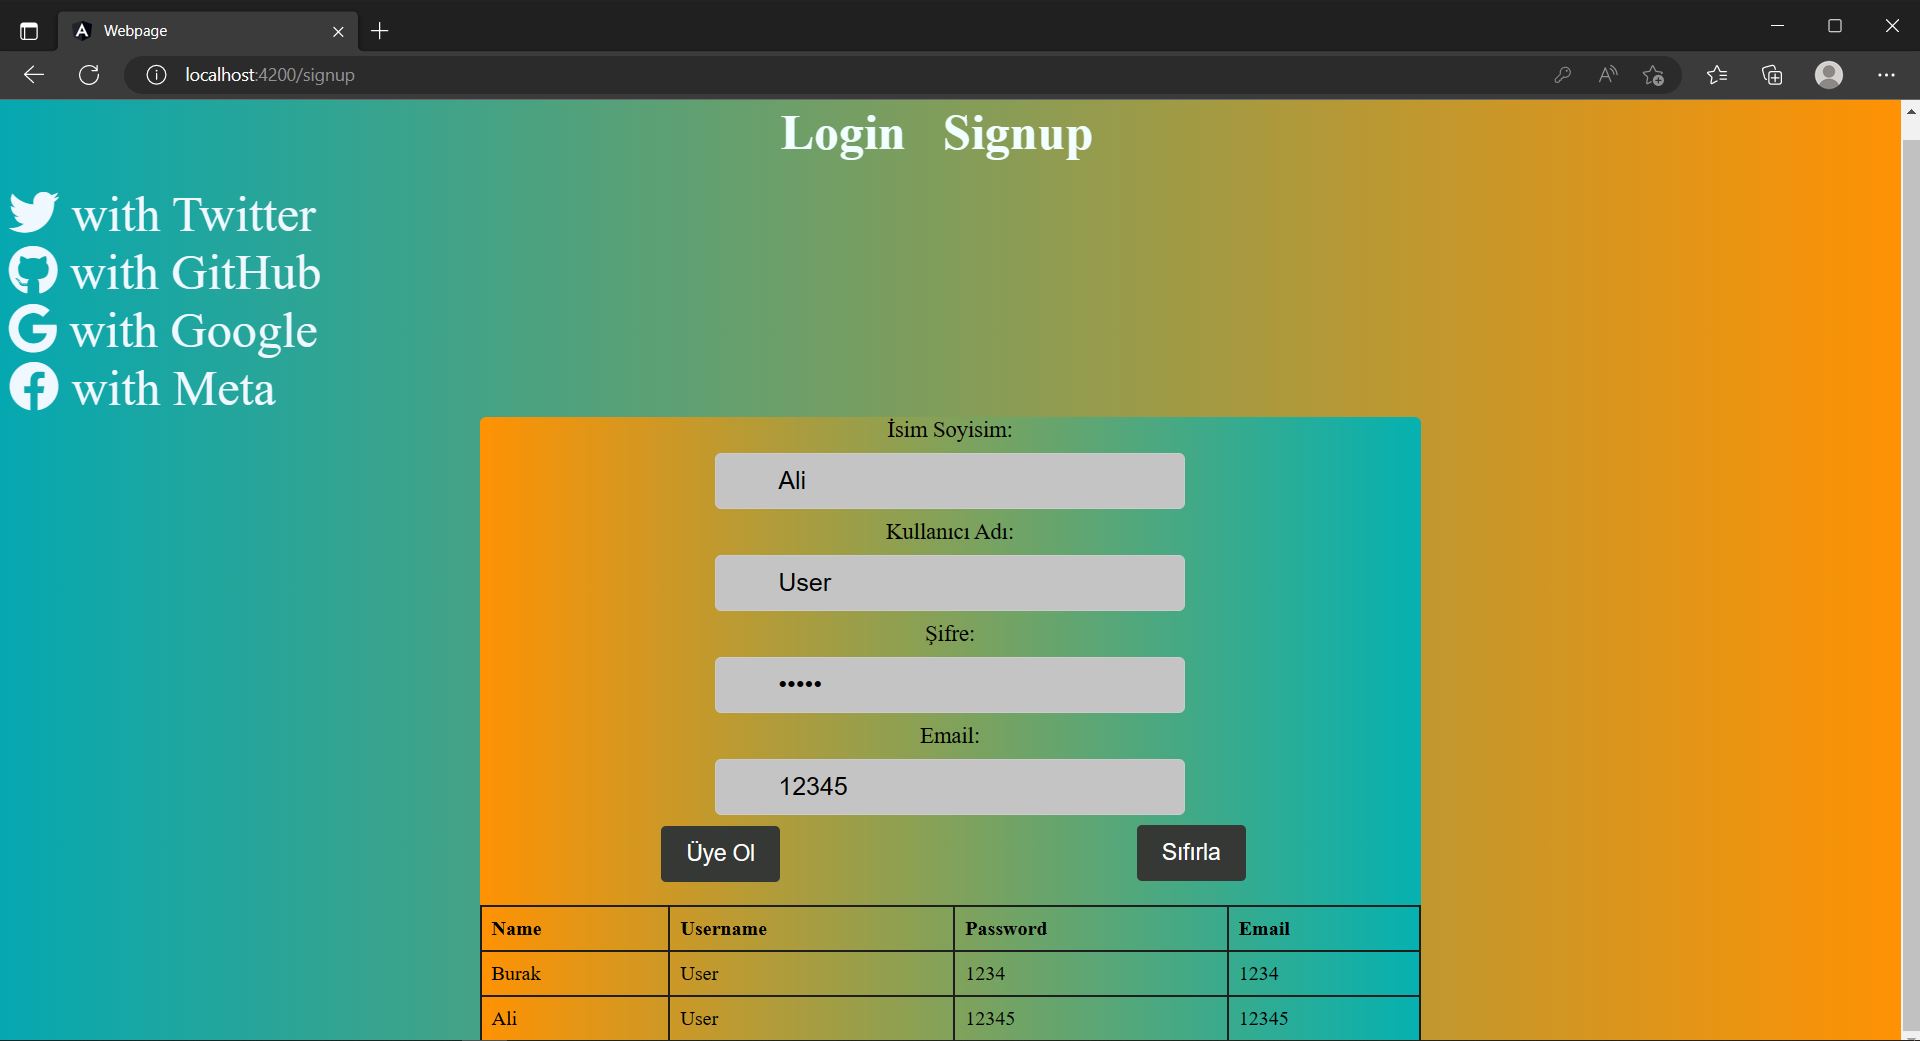 Webpage
localhost:4200/signup
Login Signup
with Twitter
with GitHub
with Google
with Meta
İsim Soyisim:
Ali
Kullanıcı Adı:
User
Şifre:
•••••
Email:
12345
Üye Ol Sıfırla
Name Username Password Email
Burak User 1234 1234
Ali User 12345 12345